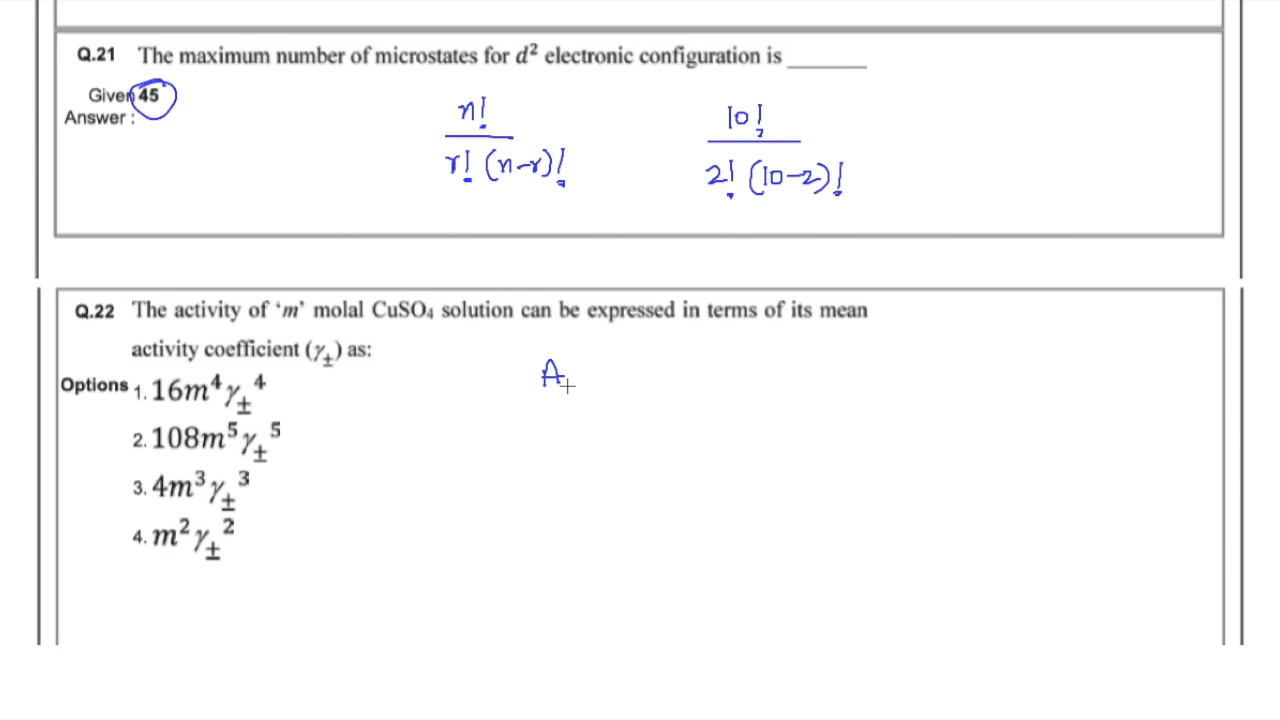 Q.21 The maximum number of microstates for d² electronic configuration is ________
Given 45
Answer :
n! / r! (n-r)!
10! / 2! (10-2)!
Q.22 The activity of ‘m’ molal CuSO₄ solution can be expressed in terms of its mean
activity coefficient (γ±) as:
Options 1. 16m⁴γ±⁴
2. 108m⁵γ±⁵
3. 4m³γ±³
4. m²γ±²
A